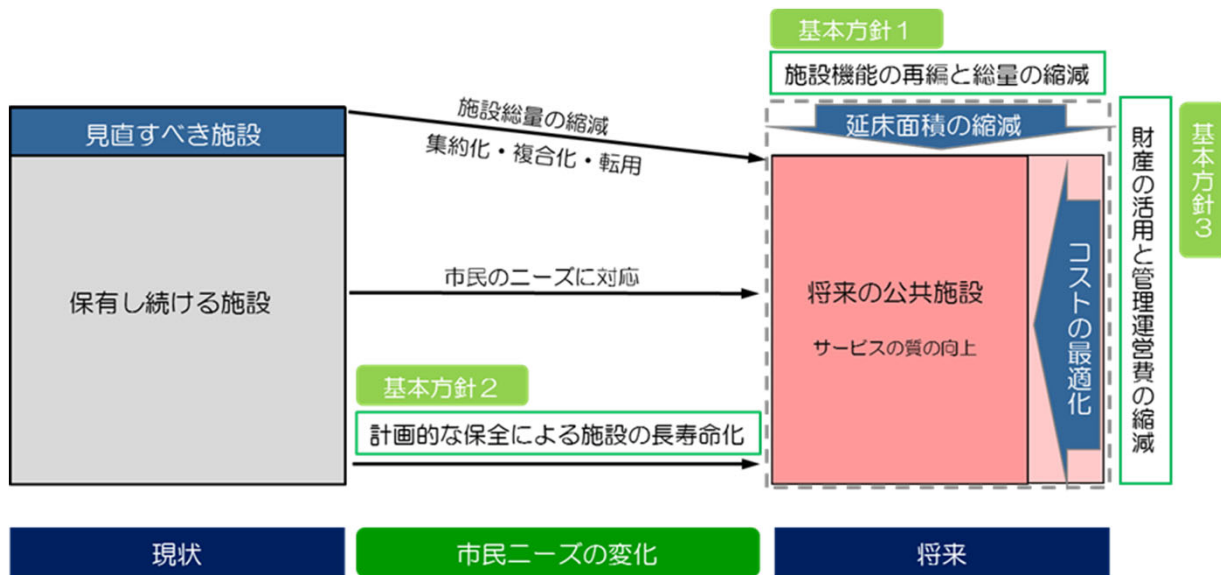 基本方針１
施設機能の再編と総量の縮減
見直すべき施設
保有し続ける施設
施設総量の縮減
集約化・複合化・転用
市民のニーズに対応
基本方針２
計画的な保全による施設の長寿命化
延床面積の縮減
将来の公共施設
サービスの質の向上
コストの最適化
財産の活用と管理運営費の縮減
基本方針３
現状
市民ニーズの変化
将来